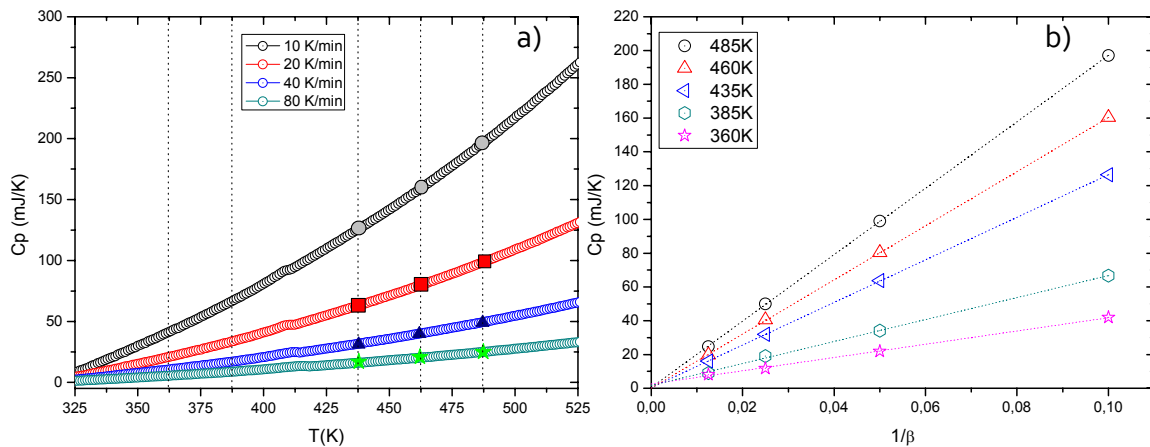 a)
10 K/min
20 K/min
40 K/min
80 K/min
300
250
200
150
100
50
0
Cp (mJ/K)
325 350 375 400 425 450 475 500 525
T(K)
b)
485K
460K
435K
385K
360K
220
200
180
160
140
120
100
80
60
40
20
0
Cp (mJ/K)
0,00 0,02 0,04 0,06 0,08 0,10
1/β